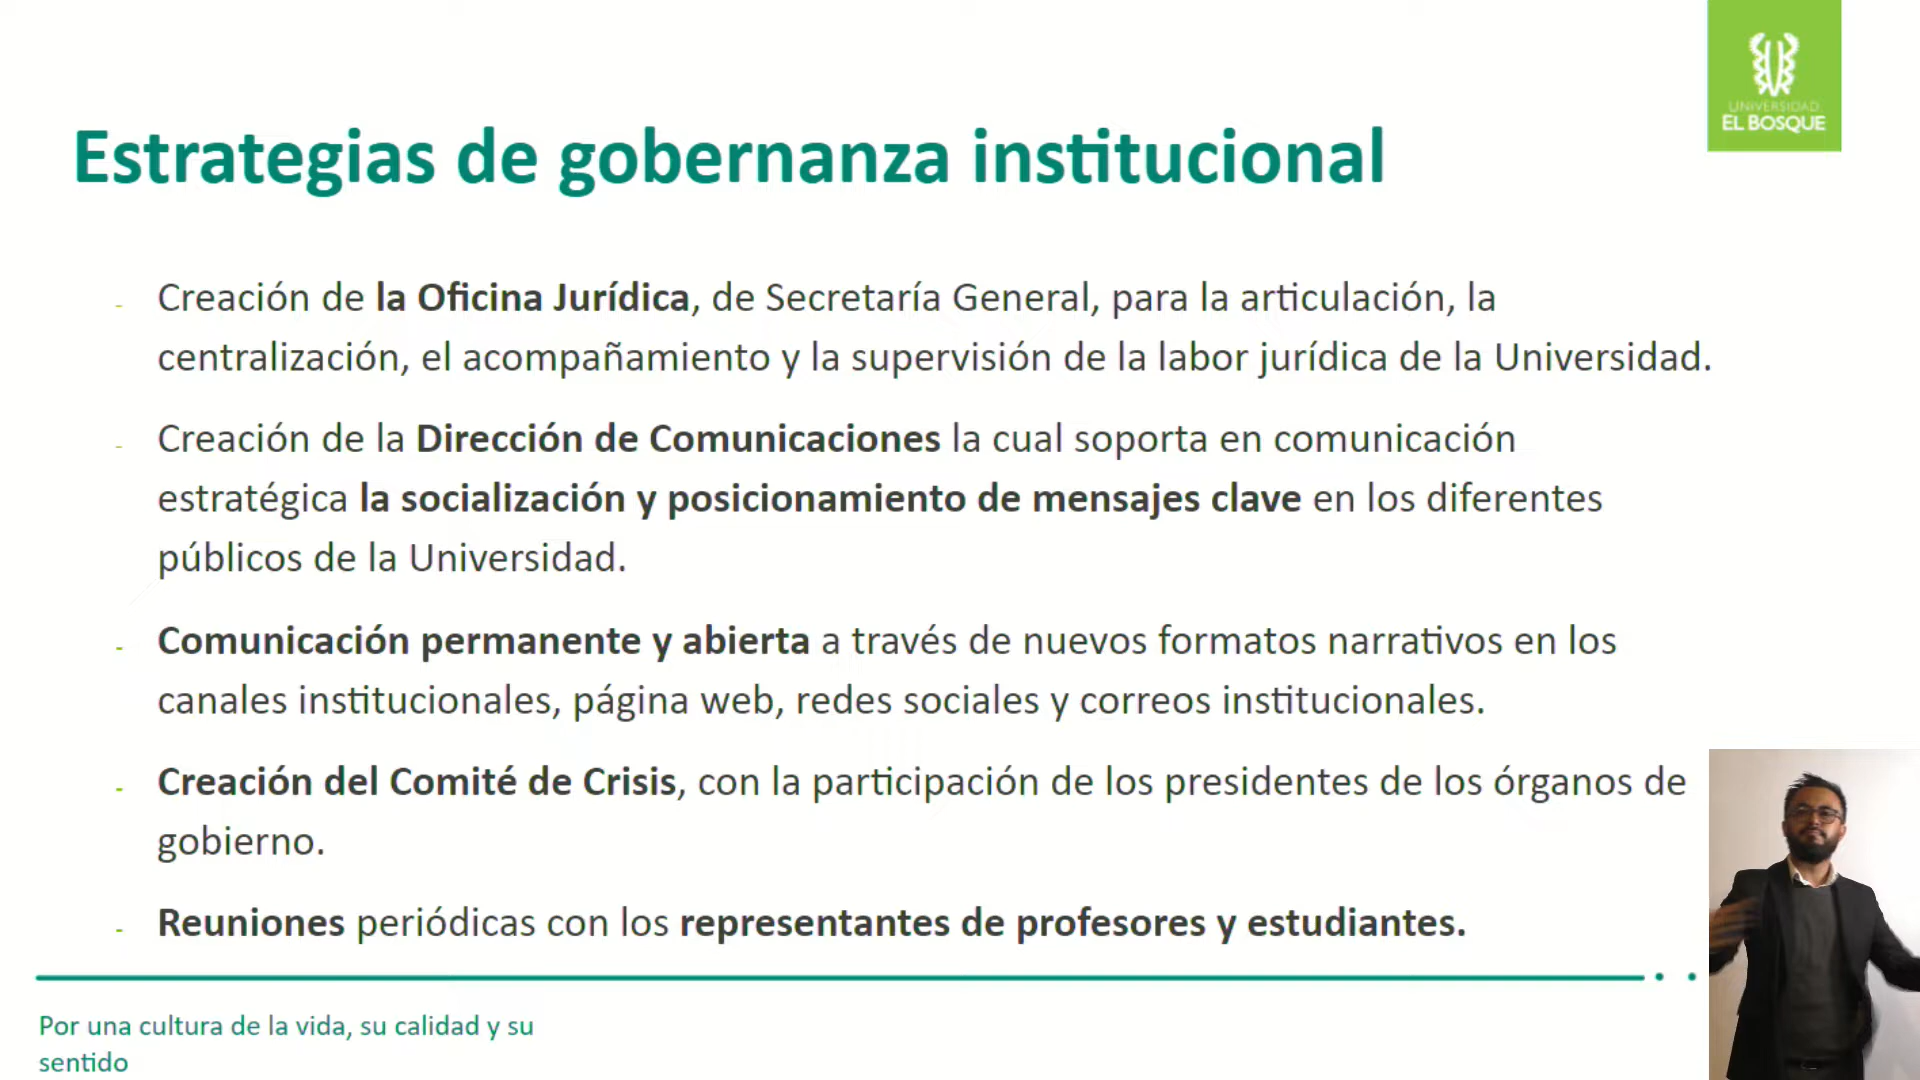 UNIVERSIDAD
EL BOSQUE
Estrategias de gobernanza institucional
- Creación de la Oficina Jurídica, de Secretaría General, para la articulación, la
centralización, el acompañamiento y la supervisión de la labor jurídica de la Universidad.
- Creación de la Dirección de Comunicaciones la cual soporta en comunicación
estratégica la socialización y posicionamiento de mensajes clave en los diferentes
públicos de la Universidad.
- Comunicación permanente y abierta a través de nuevos formatos narrativos en los
canales institucionales, página web, redes sociales y correos institucionales.
- Creación del Comité de Crisis, con la participación de los presidentes de los órganos de
gobierno.
- Reuniones periódicas con los representantes de profesores y estudiantes.
Por una cultura de la vida, su calidad y su
sentido